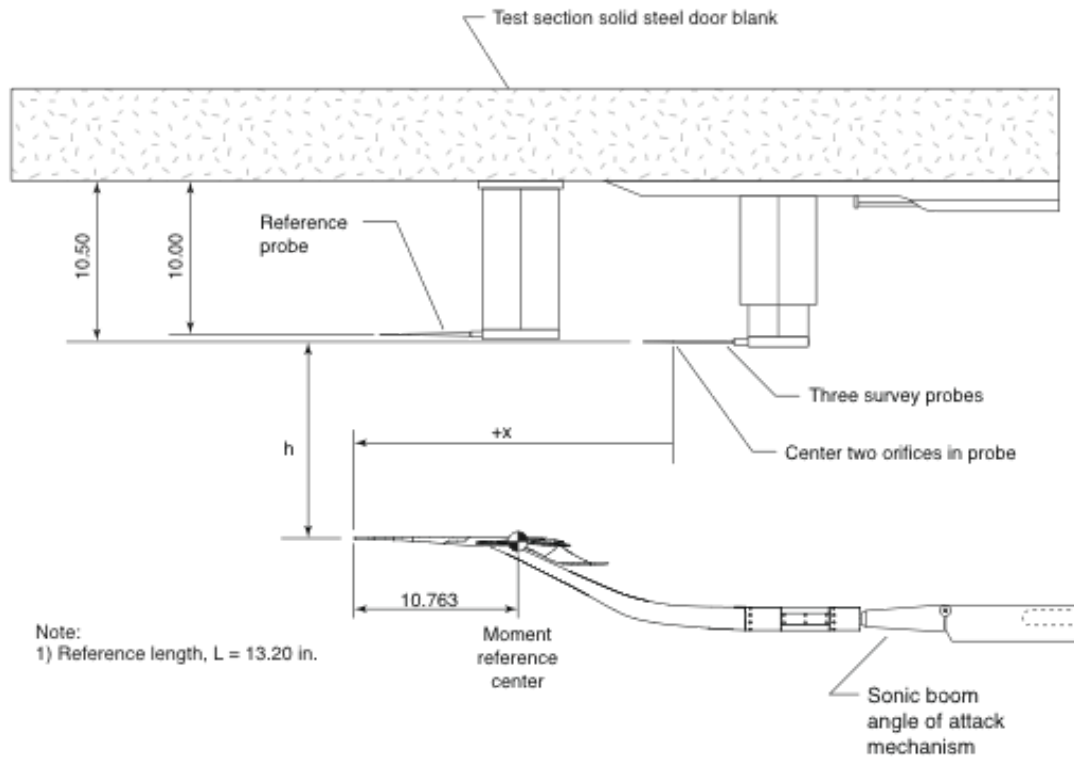 Test section solid steel door blank
10.50
10.00
Reference
probe
Three survey probes
+x
h
Center two orifices in probe
10.763
Note:
1) Reference length, L = 13.20 in.
Moment
reference
center
Sonic boom
angle of attack
mechanism